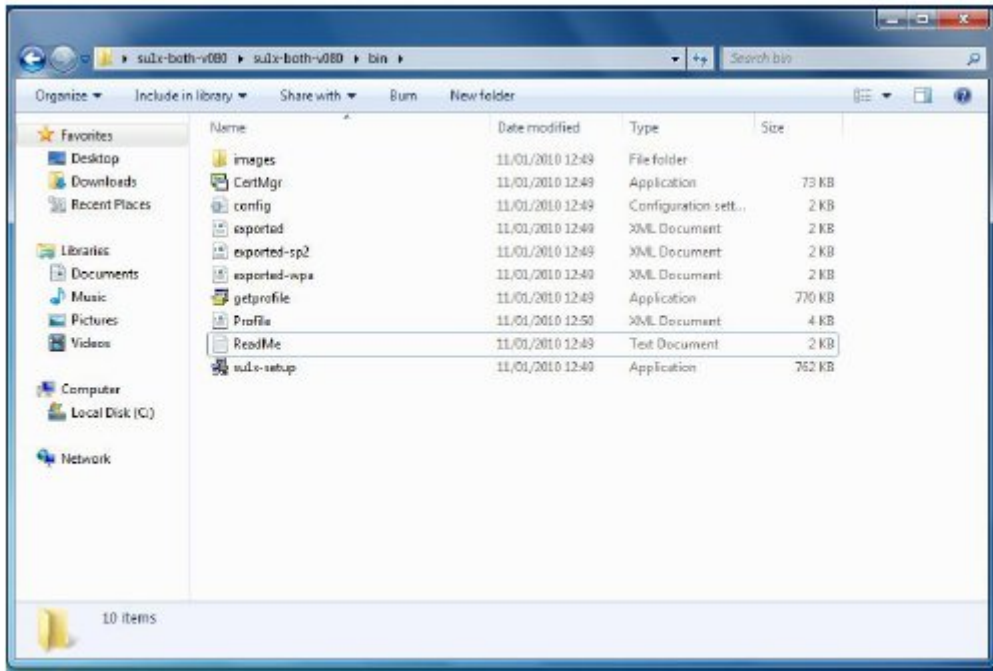 su1x-both-v080 su1x-both-v080 bin Search bin
Organize Include in library Share with Burn New folder
Favorites
Desktop
Downloads
Recent Places
Libraries
Documents
Music
Pictures
Videos
Computer
Local Disk (C:)
Network
Name Date modified Type Size
images 11/01/2010 12:49 File folder
CertMgr 11/01/2010 12:49 Application 73 KB
config 11/01/2010 12:49 Configuration sett... 2 KB
exported 11/01/2010 12:49 XML Document 2 KB
exported-sp2 11/01/2010 12:49 XML Document 2 KB
exported-wpa 11/01/2010 12:49 XML Document 2 KB
getprofile 11/01/2010 12:49 Application 770 KB
Profile 11/01/2010 12:50 XML Document 4 KB
ReadMe 11/01/2010 12:49 Text Document 2 KB
su1x-setup 11/01/2010 12:49 Application 762 KB
10 items